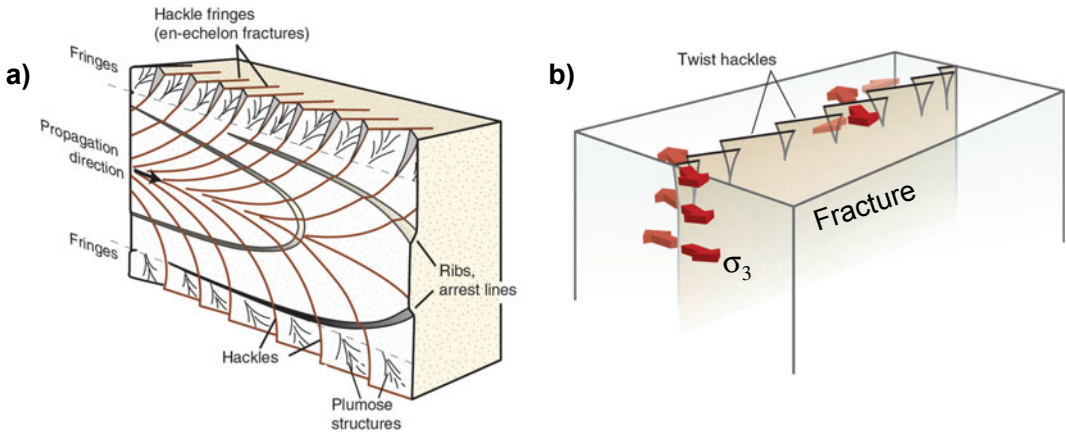 a)
Hackle fringes
(en-echelon fractures)
Fringes
Propagation
direction
Fringes
Ribs,
arrest lines
Hackles
Plumose
structures
b)
Twist hackles
Fracture
σ3